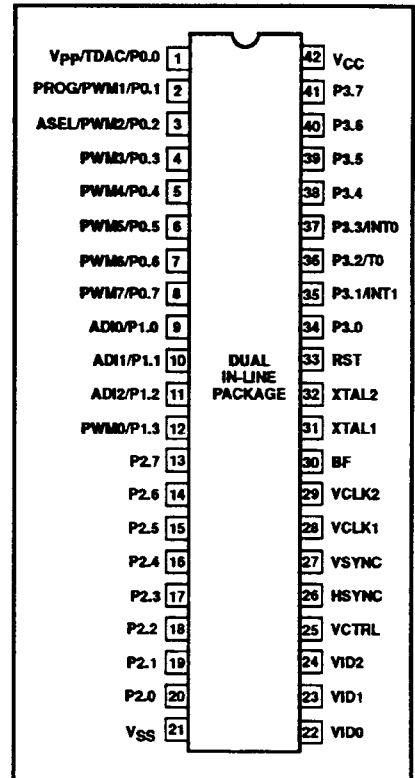 VPP/TDAC/P0.0 1
PROG/PWM1/P0.1 2
ASEL/PWM2/P0.2 3
PWM3/P0.3 4
PWM4/P0.4 5
PWM5/P0.5 6
PWM6/P0.6 7
PWM7/P0.7 8
ADI0/P1.0 9
ADI1/P1.1 10
ADI2/P1.2 11
PWM0/P1.3 12
P2.7 13
P2.6 14
P2.5 15
P2.4 16
P2.3 17
P2.2 18
P2.1 19
P2.0 20
VSS 21
DUAL
IN-LINE
PACKAGE
42 VCC
41 P3.7
40 P3.6
39 P3.5
38 P3.4
37 P3.3/INT0
36 P3.2/T0
35 P3.1/INT1
34 P3.0
33 RST
32 XTAL2
31 XTAL1
30 BF
29 VCLK2
28 VCLK1
27 VSYNC
26 HSYNC
25 VCTRL
24 VID2
23 VID1
22 VID0